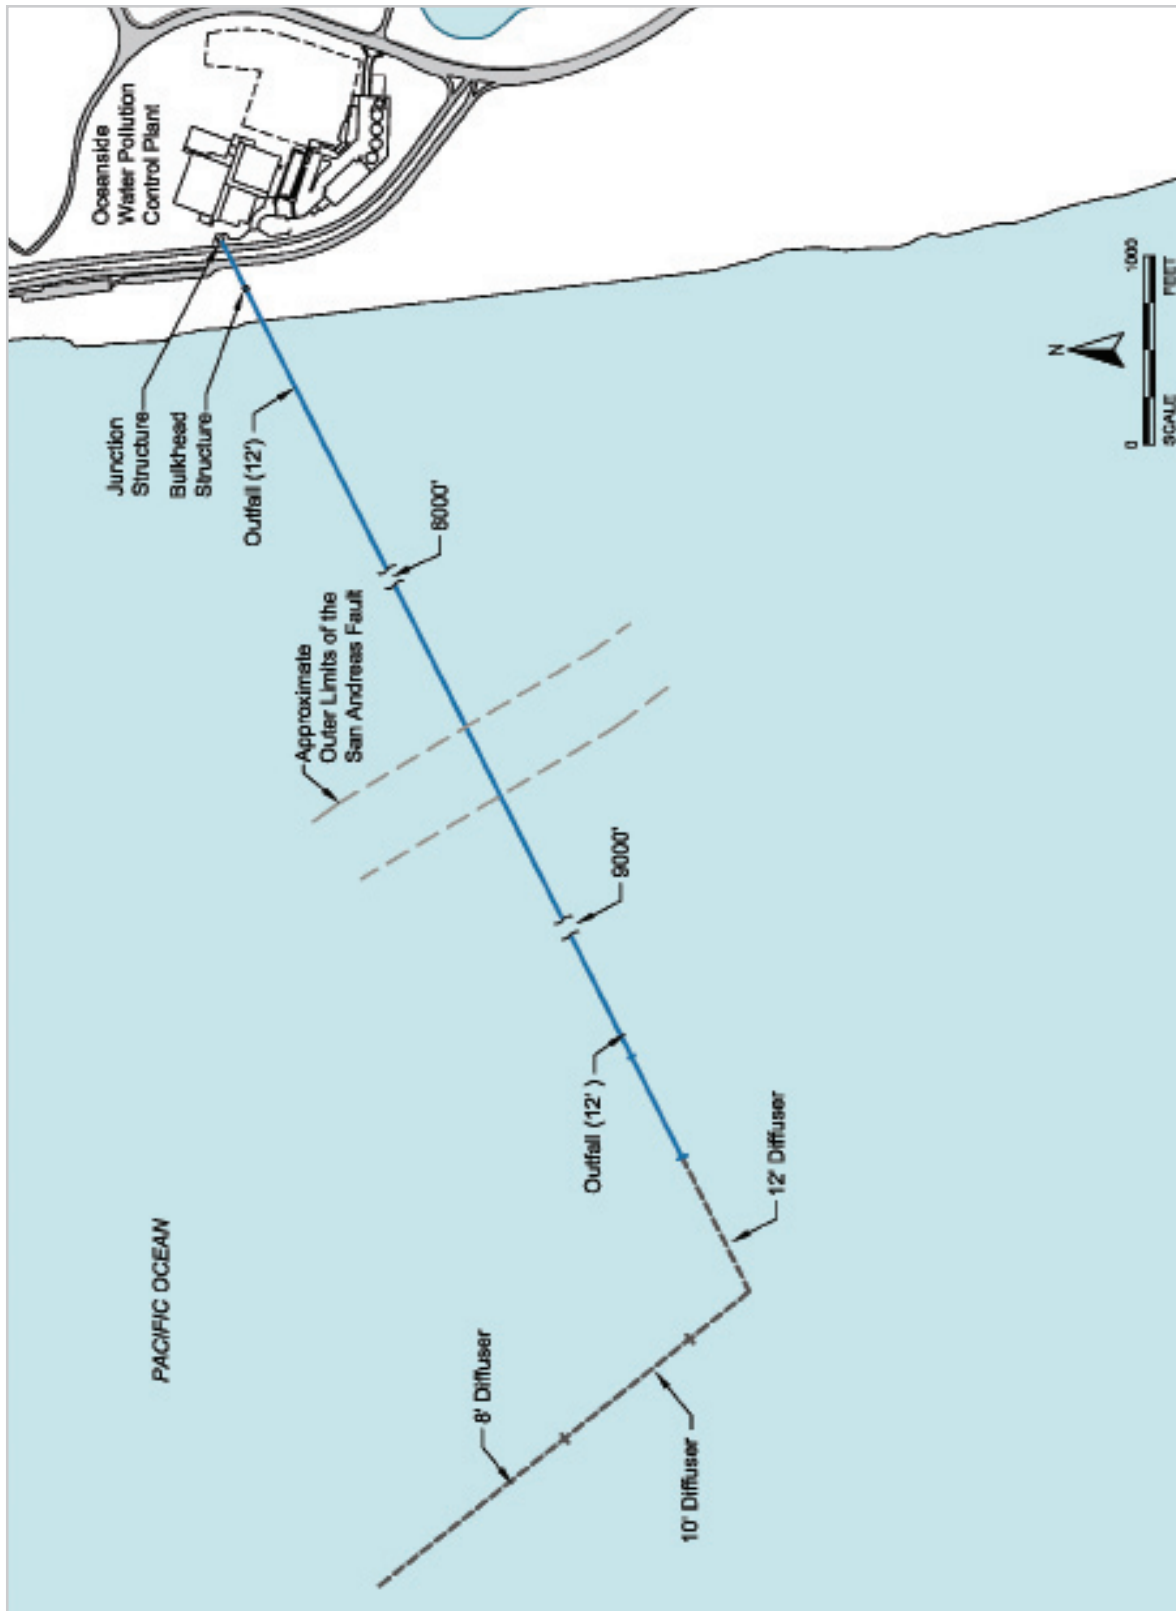 Oceanside
Water Pollution
Control Plant
Junction
Structure
Bulkhead
Structure
Outfall (12')
8000'
Approximate
Outer Limits of the
San Andreas Fault
9000'
Outfall (12' )
12' Diffuser
PACIFIC OCEAN
8' Diffuser
10' Diffuser
N
0
1000
SCALE
FEET